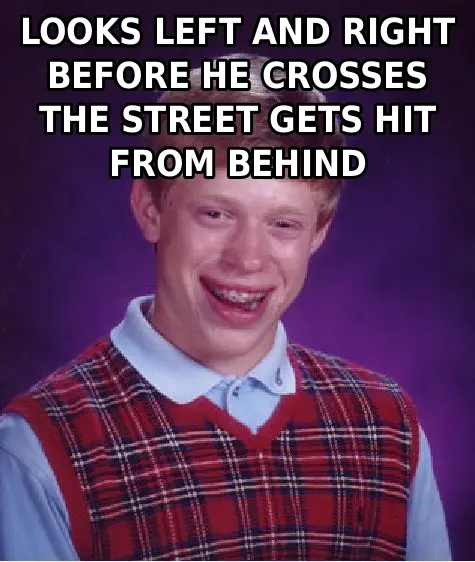 LOOKS LEFT AND RIGHT
BEFORE HE CROSSES
THE STREET GETS HIT
FROM BEHIND